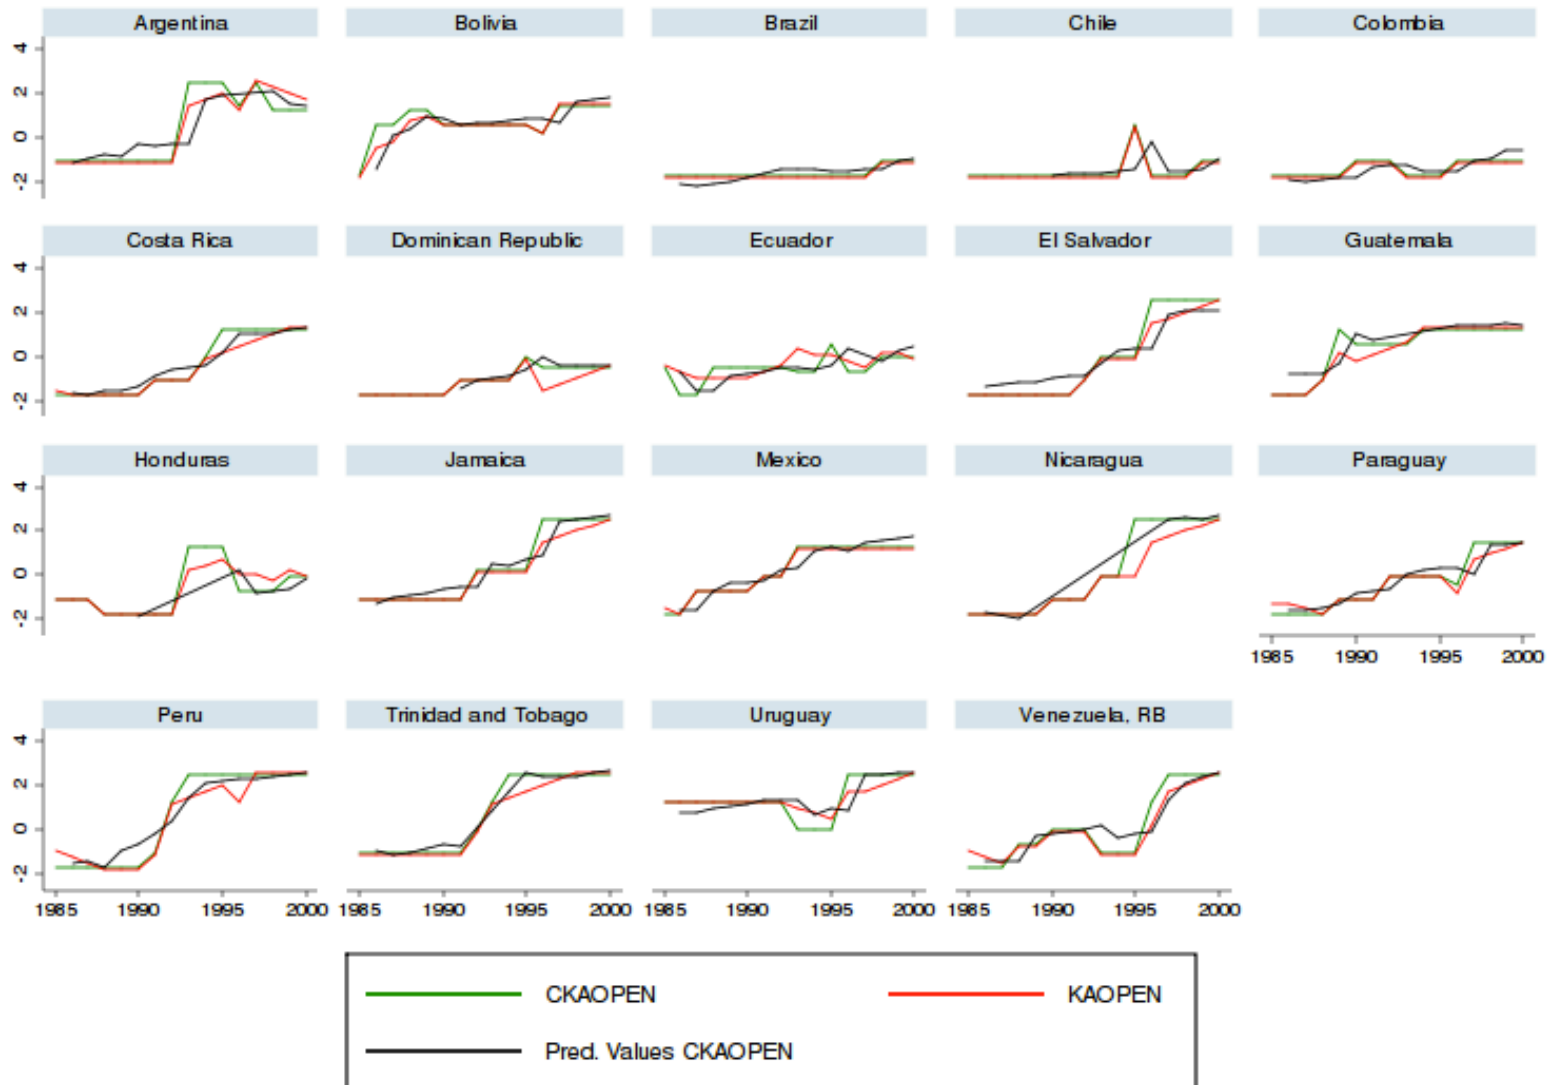 Argentina Bolivia Brazil Chile Colombia
4
2
0
-2
Costa Rica Dominican Republic Ecuador El Salvador Guatemala
4
2
0
-2
Honduras Jamaica Mexico Nicaragua Paraguay
4
2
0
-2
1985 1990 1995 2000
Peru Trinidad and Tobago Uruguay Venezuela, RB
4
2
0
-2
1985 1990 1995 2000 1985 1990 1995 2000 1985 1990 1995 2000 1985 1990 1995 2000
CKAOPEN KAOPEN
Pred. Values CKAOPEN